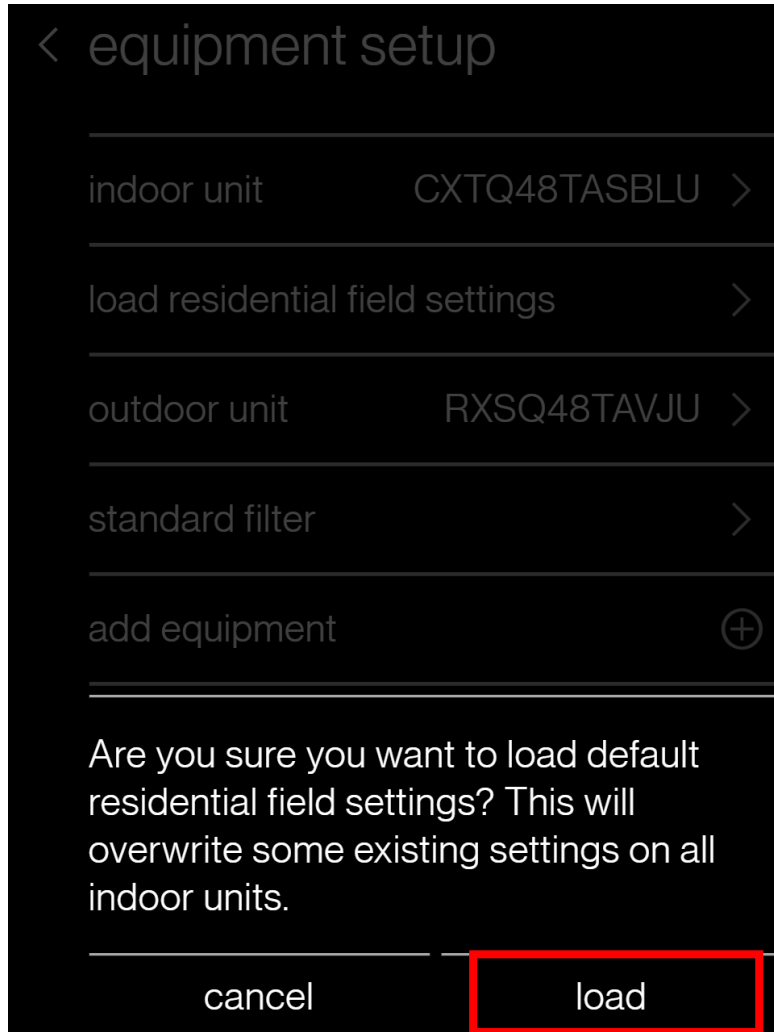 equipment setup
indoor unit CXTQ48TASBLU
load residential field settings
outdoor unit RXSQ48TAVJU
standard filter
add equipment
Are you sure you want to load default
residential field settings? This will
overwrite some existing settings on all
indoor units.
cancel load